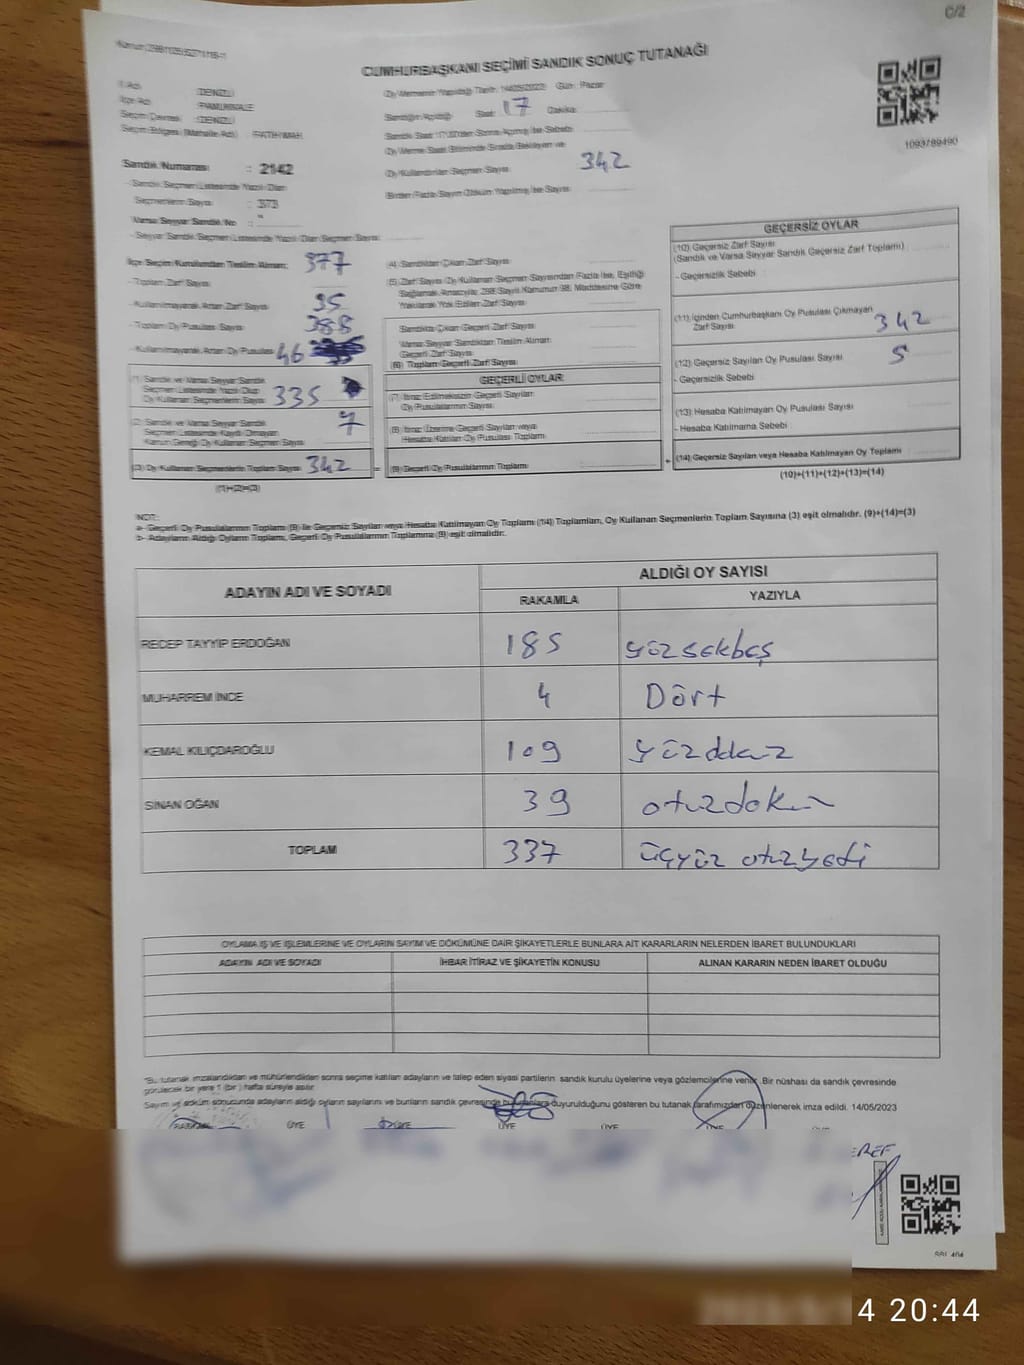 C/2
CUMHURBAŞKANI SEÇİMİ SANDIK SONUÇ TUTANAĞI
İl Adı : DENİZLİ
İlçe Adı : PAMUKKALE
Seçim Çevresi : DENİZLİ
Seçim Bölgesi (Mahalle Adı) : FATİH MAH.
Oy Vermenin Yapıldığı Tarih: 14/05/2023 Gün: Pazar
Sandığın Açıldığı Saat: 17 Dakika:
Sandık Saat 17:00'den Sonra Açılmış İse Sebebi
Oy Verme Saati Bitiminde Sırada Bekleyen ve
Oy Kullandırılan Seçmen Sayısı 342
Birden Fazla Sayım Döküm Yapılmış İse Sayısı
1093789490
Sandık Numarası : 2142
- Sandık Seçmen Listesinde Yazılı Olan
Seçmenlerin Sayısı : 373
Varsa Seyyar Sandık No :
- Seyyar Sandık Seçmen Listesinde Yazılı Olan Seçmen Sayısı
İlçe Seçim Kurulundan Teslim Alınan; 377
- Toplam Zarf Sayısı
- Kullanılmayarak Artan Zarf Sayısı 35
- Toplam Oy Pusulası Sayısı 388
- Kullanılmayarak Artan Oy Pusulası 46
(1) Sandık ve Varsa Seyyar Sandık
Seçmen Listesinde Yazılı Olup
Oy Kullanan Seçmenlerin Sayısı 335
(2) Sandık ve Varsa Seyyar Sandık
Seçmen Listesinde Kayıtlı Olmayan
Kanun Gereği Oy Kullanan Seçmen Sayısı 7
(3) Oy Kullanan Seçmenlerin Toplam Sayısı 342
(1)+(2)=(3)
(4) Sandıktan Çıkan Zarf Sayısı
(5) Zarf Sayısı Oy Kullanan Seçmen Sayısından Fazla İse, Eşitliği
Sağlamak Amacıyla 298 Sayılı Kanunun 98. Maddesine Göre
Yakılarak Yok Edilen Zarf Sayısı
Sandıkta Çıkan Geçerli Zarf Sayısı
Varsa Seyyar Sandıktan Teslim Alınan
Geçerli Zarf Sayısı
(6) Toplam Geçerli Zarf Sayısı
GEÇERLİ OYLAR
(7) İtiraz Edilmeksizin Geçerli Sayılan
Oy Pusulalarının Sayısı
(8) İtiraz Üzerine Geçerli Sayılan veya
Hesaba Katılan Oy Pusulası Toplamı
(9) Geçerli Oy Pusulalarının Toplamı
GEÇERSİZ OYLAR
(10) Geçersiz Zarf Sayısı
(Sandık ve Varsa Seyyar Sandık Geçersiz Zarf Toplamı)
- Geçersizlik Sebebi :
(11) İçinden Cumhurbaşkanı Oy Pusulası Çıkmayan
Zarf Sayısı 342
(12) Geçersiz Sayılan Oy Pusulası Sayısı 5
- Geçersizlik Sebebi
(13) Hesaba Katılmayan Oy Pusulası Sayısı
- Hesaba Katılmama Sebebi
(14) Geçersiz Sayılan veya Hesaba Katılmayan Oy Toplamı
(10)+(11)+(12)+(13)=(14)
NOT:
a- Geçerli Oy Pusulalarının Toplamı (9) ile Geçersiz Sayılan veya Hesaba Katılmayan Oy Toplamı (14) Toplamları, Oy Kullanan Seçmenlerin Toplam Sayısına (3) eşit olmalıdır. (9)+(14)=(3)
b- Adayların Aldığı Oyların Toplamı, Geçerli Oy Pusulalarının Toplamına (9) eşit olmalıdır.
ADAYIN ADI VE SOYADI ALDIĞI OY SAYISI
RAKAMLA YAZIYLA
RECEP TAYYİP ERDOĞAN 185 yüzsekbeş
MUHARREM İNCE 4 Dört
KEMAL KILIÇDAROĞLU 109
SİNAN OĞAN 39
TOPLAM 337 üçyüz otuzyedi
OYLAMA İŞ VE İŞLEMLERİNE VE OYLARIN SAYIM VE DÖKÜMÜNE DAİR ŞİKAYETLERLE BUNLARA AİT KARARLARIN NELERDEN İBARET BULUNDUKLARI
ADAYIN ADI VE SOYADI İHBAR İTİRAZ VE ŞİKAYETİN KONUSU ALINAN KARARIN NEDEN İBARET OLDUĞU
*Bu tutanak imzalandıktan ve mühürlendikten sonra seçime katılan adayların ve talep eden siyasi partilerin sandık kurulu üyelerine veya gözlemcilerine verilir. Bir nüshası da sandık çevresinde
görülecek bir yere 1 (bir) hafta süreyle asılır.
Sayım ve döküm sonucunda adayların aldığı oyların sayılarını ve bunların sandık çevresinde duyurulduğunu gösteren bu tutanak tarafımızdan düzenlenerek imza edildi. 14/05/2023
BAŞKAN ÜYE ÜYE ÜYE ÜYE ÜYE
4 20:44